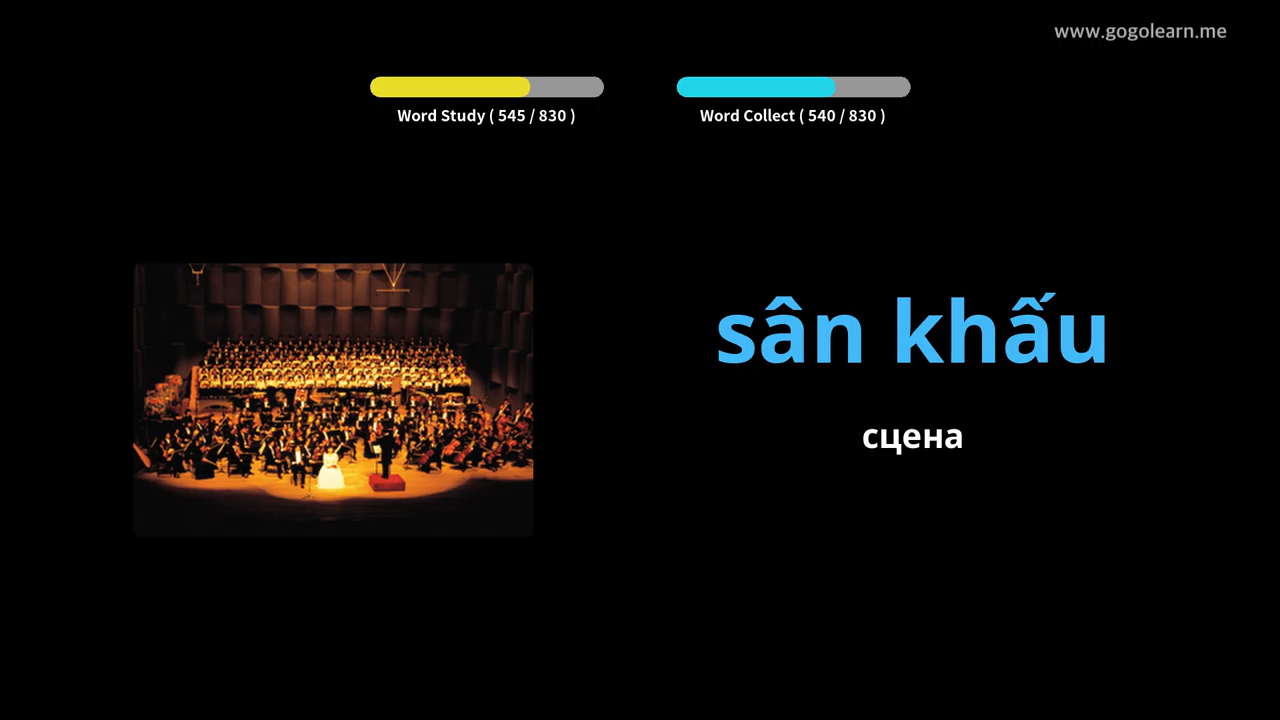 www.gogolearn.me
Word Study ( 545 / 830 )
Word Collect ( 540 / 830 )
sân khấu
сцена